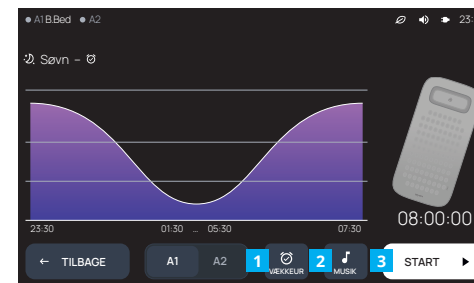 A1 B.Bed A2 23:
Søvn -
08:00:00
23:30 01:30 ... 05:30 07:30
← TILBAGE A1 A2 1 VÆKKEUR 2 MUSIK 3 START